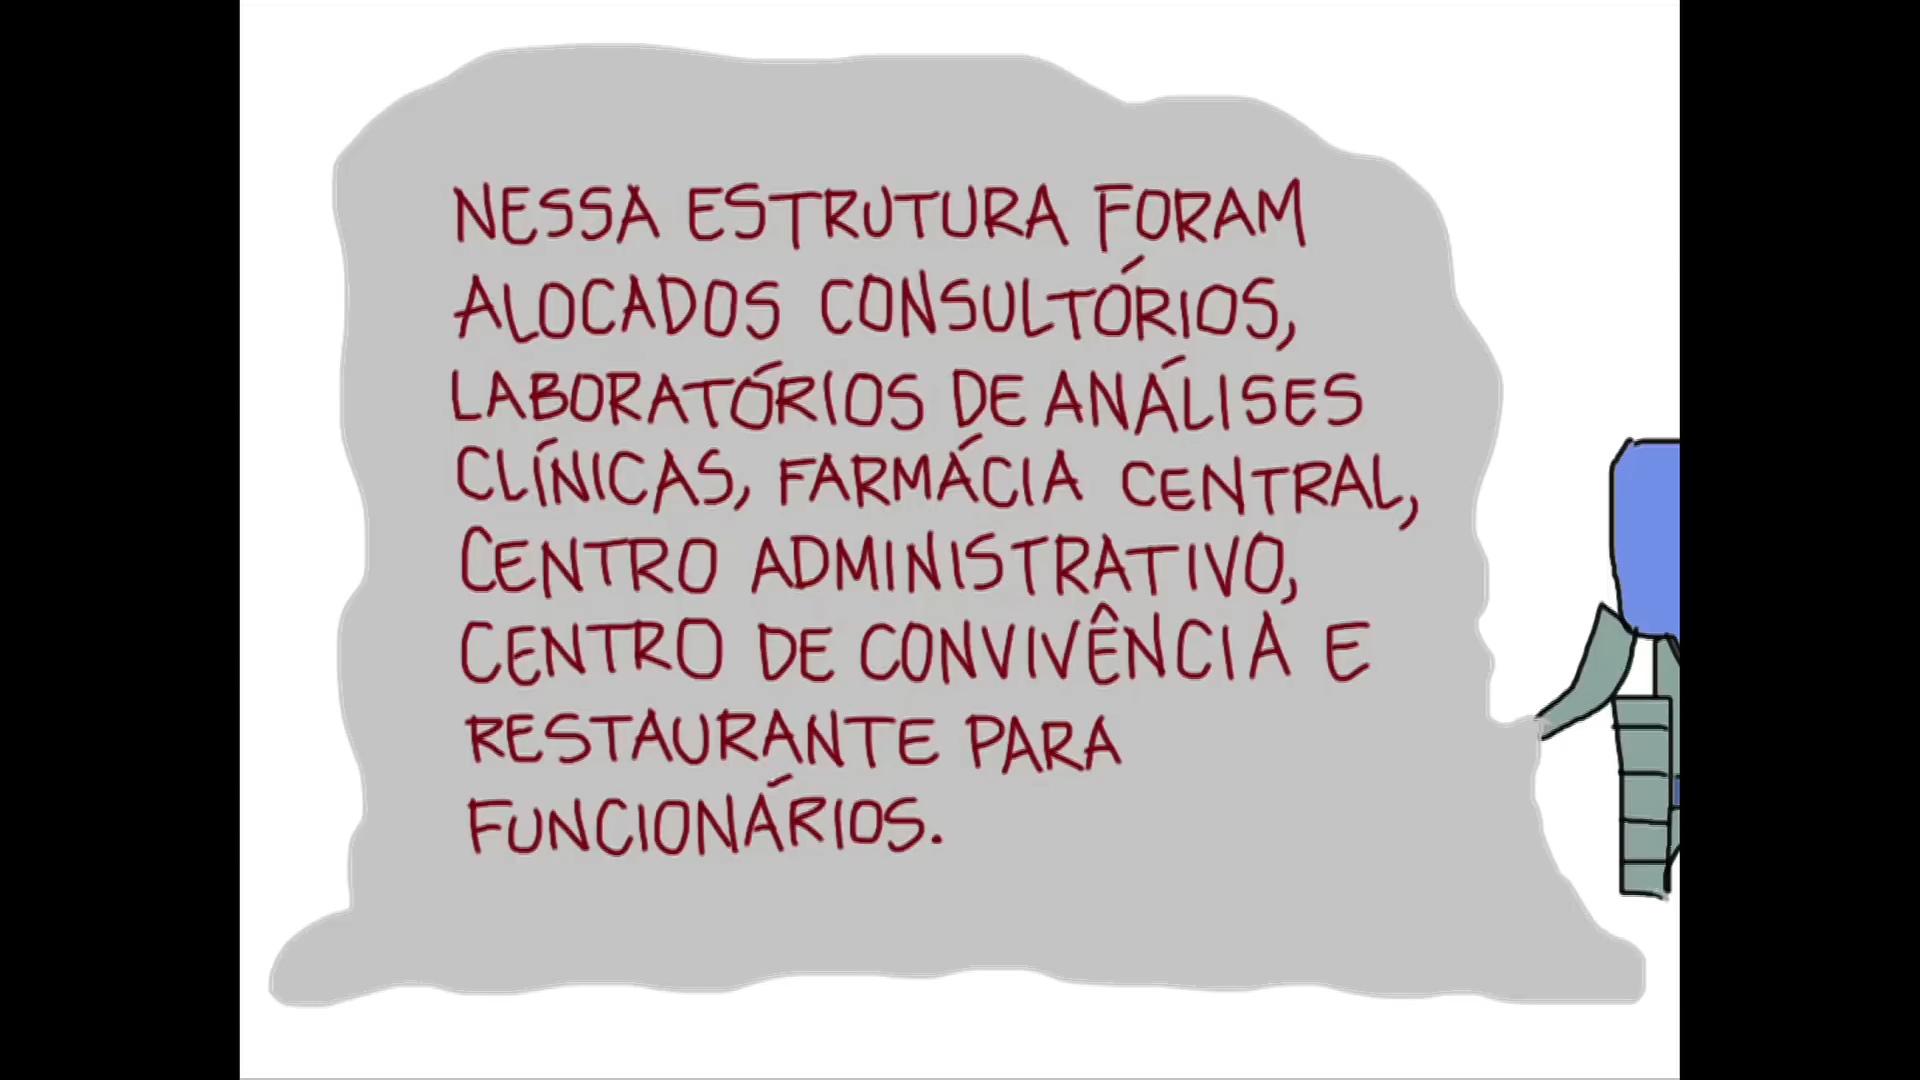 NESSA ESTRUTURA FORAM
ALOCADOS CONSULTÓRIOS,
LABORATÓRIOS DE ANÁLISES
CLÍNICAS, FARMÁCIA CENTRAL,
CENTRO ADMINISTRATIVO,
CENTRO DE CONVIVÊNCIA E
RESTAURANTE PARA
FUNCIONÁRIOS.